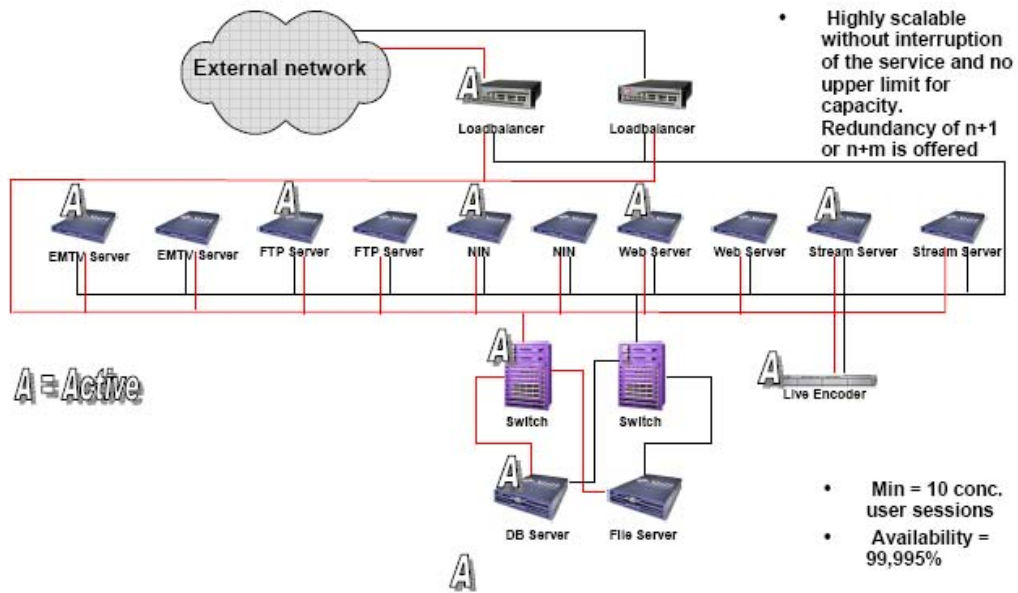 External network
• Highly scalable
without interruption
of the service and no
upper limit for
capacity.
Redundancy of n+1
or n+m is offered
A
Loadbalancer
Loadbalancer
A
A
A
A
A
EMTV Server
EMTV Server
FTP Server
FTP Server
NIN
NIN
Web Server
Web Server
Stream Server
Stream Server
A
A = Active
A
Live Encoder
Switch
Switch
A
DB Server
File Server
• Min = 10 conc.
user sessions
• Availability =
99,995%
A